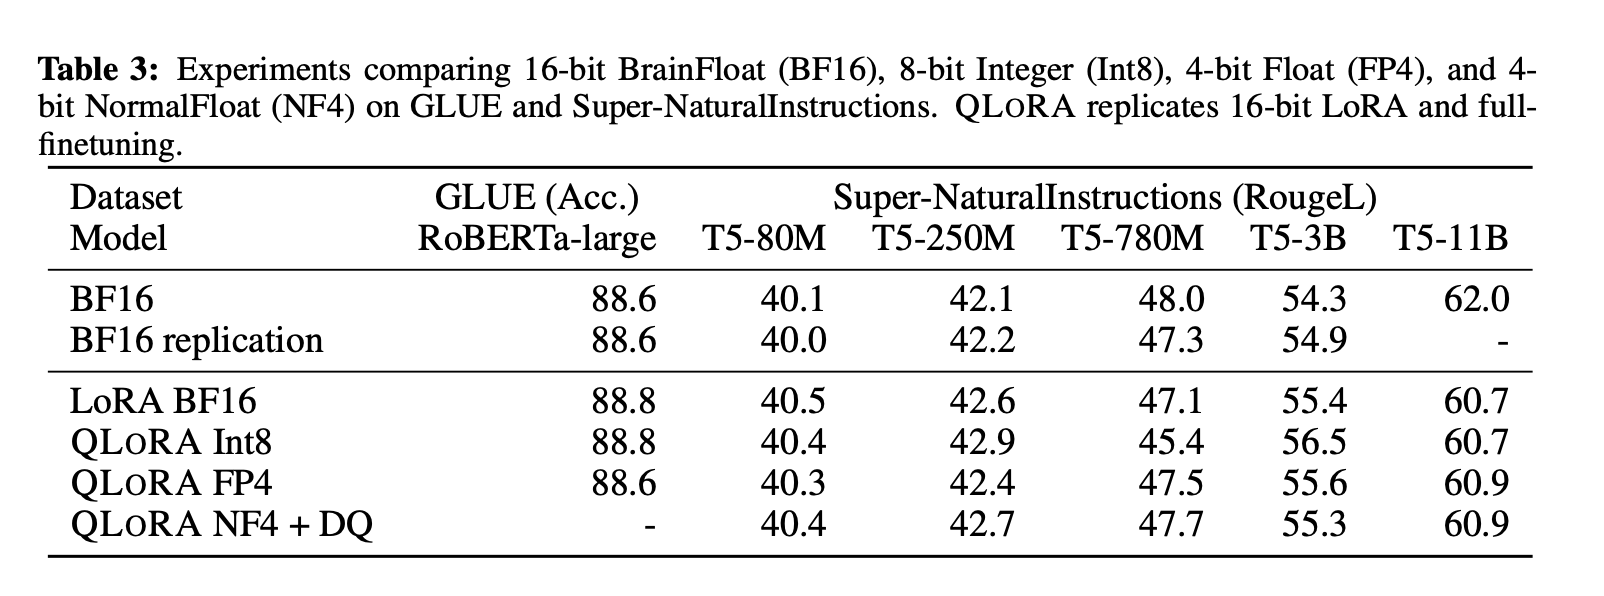 Table 3: Experiments comparing 16-bit BrainFloat (BF16), 8-bit Integer (Int8), 4-bit Float (FP4), and 4-
bit NormalFloat (NF4) on GLUE and Super-NaturalInstructions. QLoRA replicates 16-bit LoRA and full-
finetuning.
Dataset GLUE (Acc.) Super-NaturalInstructions (RougeL)
Model RoBERTa-large T5-80M T5-250M T5-780M T5-3B T5-11B
BF16 88.6 40.1 42.1 48.0 54.3 62.0
BF16 replication 88.6 40.0 42.2 47.3 54.9 -
LoRA BF16 88.8 40.5 42.6 47.1 55.4 60.7
QLoRA Int8 88.8 40.4 42.9 45.4 56.5 60.7
QLoRA FP4 88.6 40.3 42.4 47.5 55.6 60.9
QLoRA NF4 + DQ - 40.4 42.7 47.7 55.3 60.9